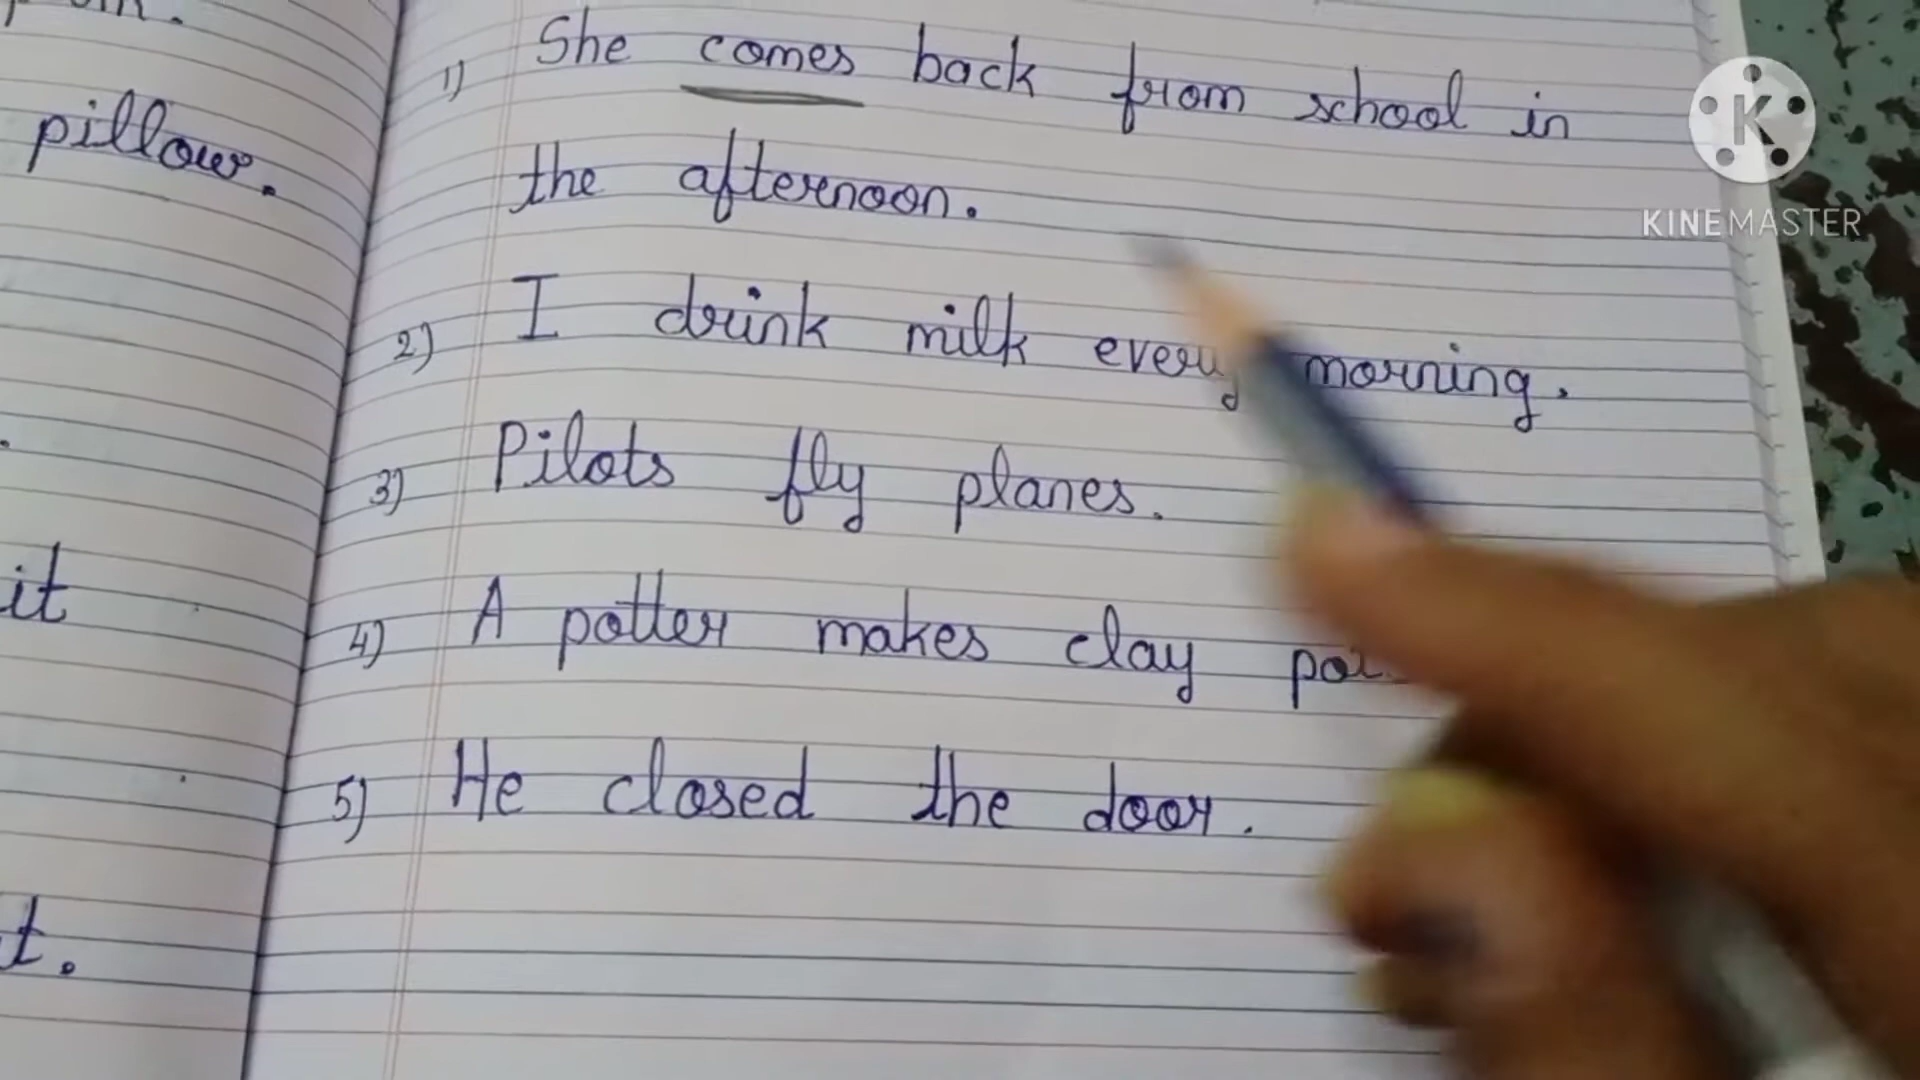 pillow.
it
t.
1) She comes back from school in
the afternoon.
2) I drink milk every morning.
3) Pilots fly planes.
4) A potter makes clay
5) He closed the door.
K
KINEMASTER